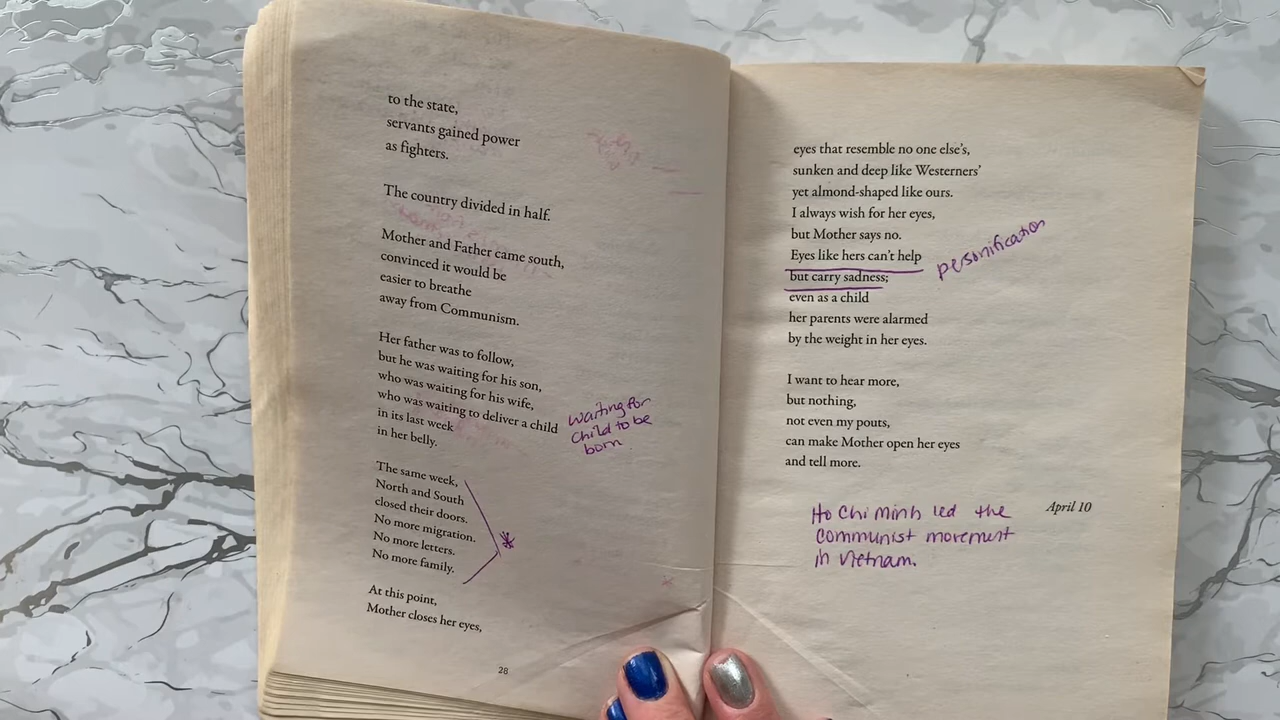 to the state,
servants gained power
as fighters.
The country divided in half.
Mother and Father came south,
convinced it would be
easier to breathe
away from Communism.
Her father was to follow,
but he was waiting for his son,
who was waiting for his wife,
who was waiting to deliver a child
in its last week
in her belly.
waiting for
child to be
born
The same week,
North and South
closed their doors.
No more migration.
No more letters.
No more family.
At this point,
Mother closes her eyes,
28
eyes that resemble no one else’s,
sunken and deep like Westerners’
yet almond-shaped like ours.
I always wish for her eyes,
but Mother says no.
Eyes like hers can’t help
but carry sadness;
personification
even as a child
her parents were alarmed
by the weight in her eyes.
I want to hear more,
but nothing,
not even my pouts,
can make Mother open her eyes
and tell more.
April 10
Ho Chi Minh led the
communist movement
in Vietnam.